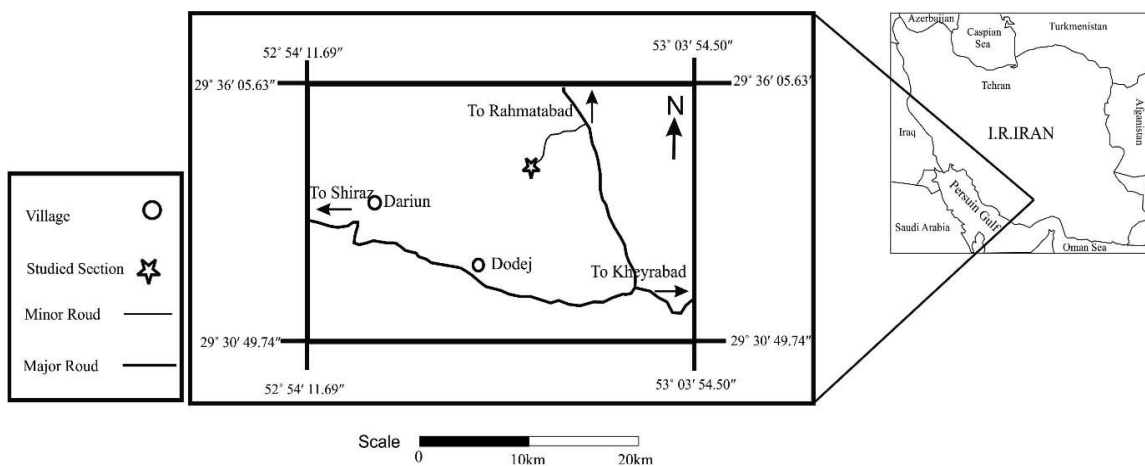 52˚ 54′ 11.69″
53˚ 03′ 54.50″
29˚ 36′ 05.63″
29˚ 36′ 05.63″
To Rahmatabad
N
To Shiraz
Dariun
Dodej
To Kheyrabad
29˚ 30′ 49.74″
29˚ 30′ 49.74″
52˚ 54′ 11.69″
53˚ 03′ 54.50″
Village
Studied Section
Minor Roud
Major Roud
Scale
0
10km
20km
Azerbaijan
Caspian
Sea
Turkmenistan
Tehran
Afganistan
Iraq
I.R.IRAN
Persuin Gulf
Saudi Arabia
Oman Sea